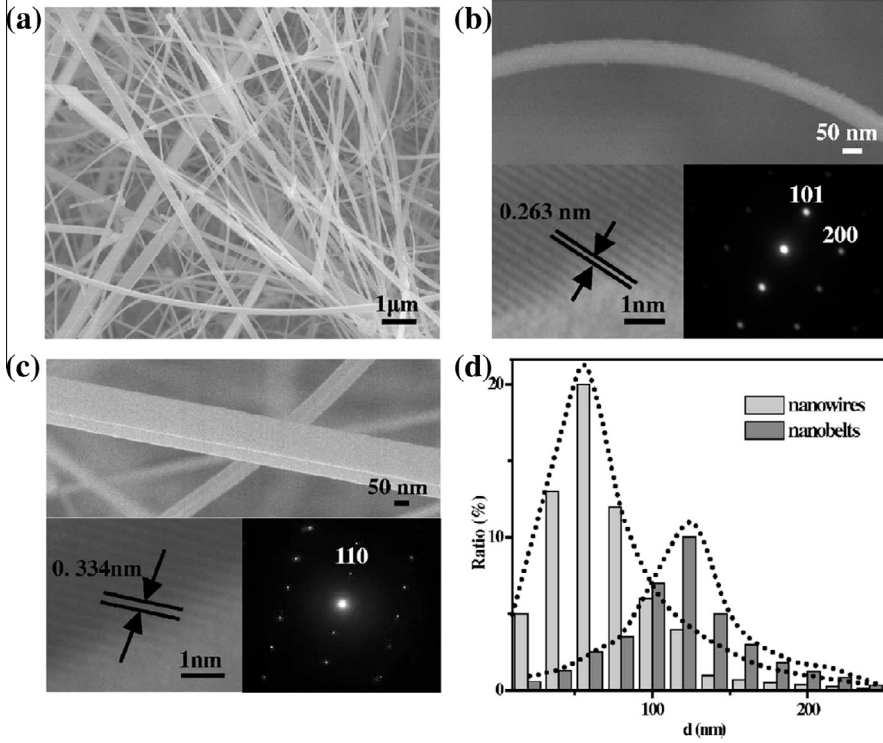 (a)
1μm
(b)
50 nm
0.263 nm
1nm
101
200
(c)
50 nm
0. 334nm
1nm
110
(d)
20
10
0
Ratio (%)
nanowires
nanobelts
100
200
d (nm)